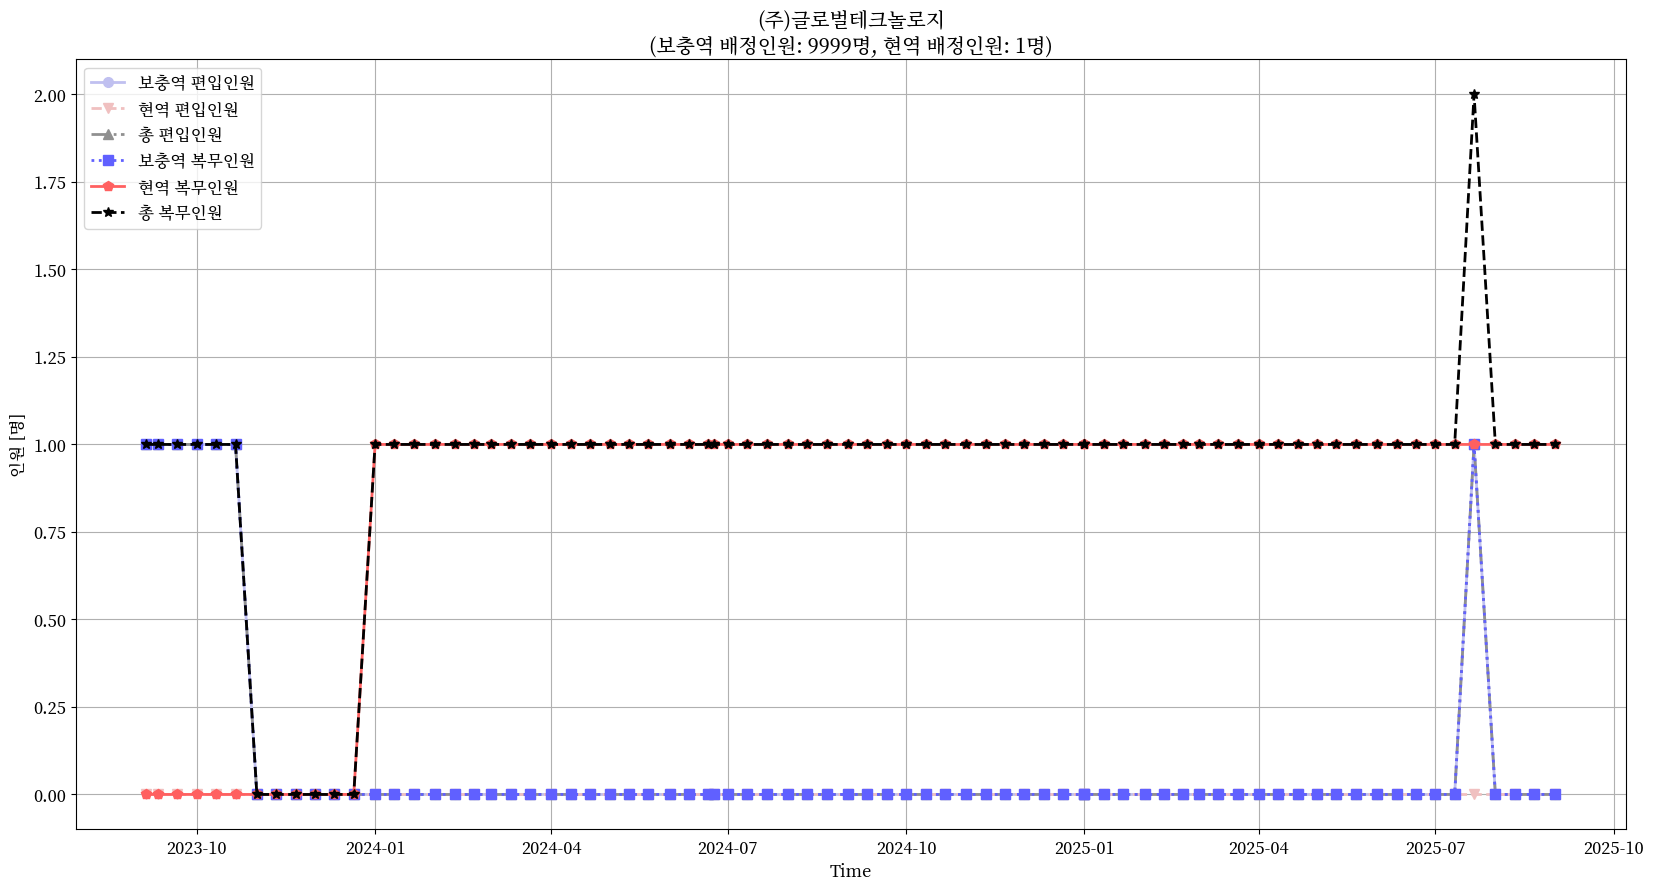 (주)글로벌테크놀로지
(보충역 배정인원: 9999명, 현역 배정인원: 1명)
보충역 편입인원
현역 편입인원
총 편입인원
보충역 복무인원
현역 복무인원
총 복무인원
2.00
1.75
1.50
1.25
1.00
0.75
0.50
0.25
0.00
인원 [명]
2023-10 2024-01 2024-04 2024-07 2024-10 2025-01 2025-04 2025-07 2025-10
Time